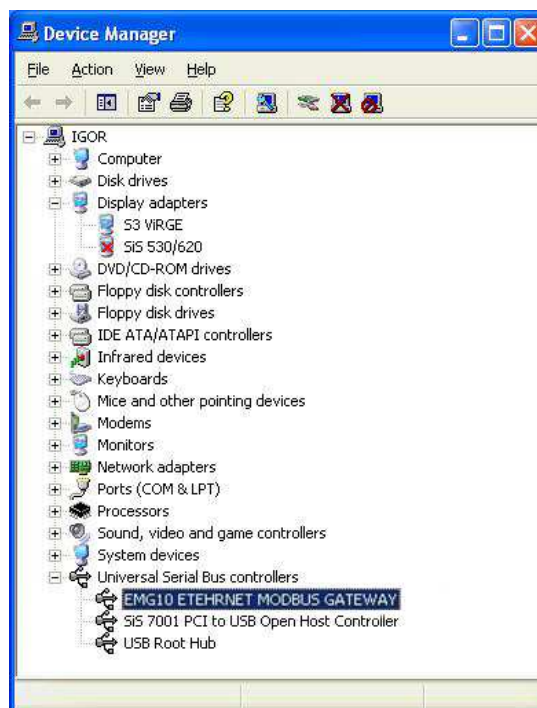 Device Manager
File Action View Help
IGOR
Computer
Disk drives
Display adapters
S3 ViRGE
SiS 530/620
DVD/CD-ROM drives
Floppy disk controllers
Floppy disk drives
IDE ATA/ATAPI controllers
Infrared devices
Keyboards
Mice and other pointing devices
Modems
Monitors
Network adapters
Ports (COM & LPT)
Processors
Sound, video and game controllers
System devices
Universal Serial Bus controllers
EMG10 ETEHRNET MODBUS GATEWAY
SiS 7001 PCI to USB Open Host Controller
USB Root Hub